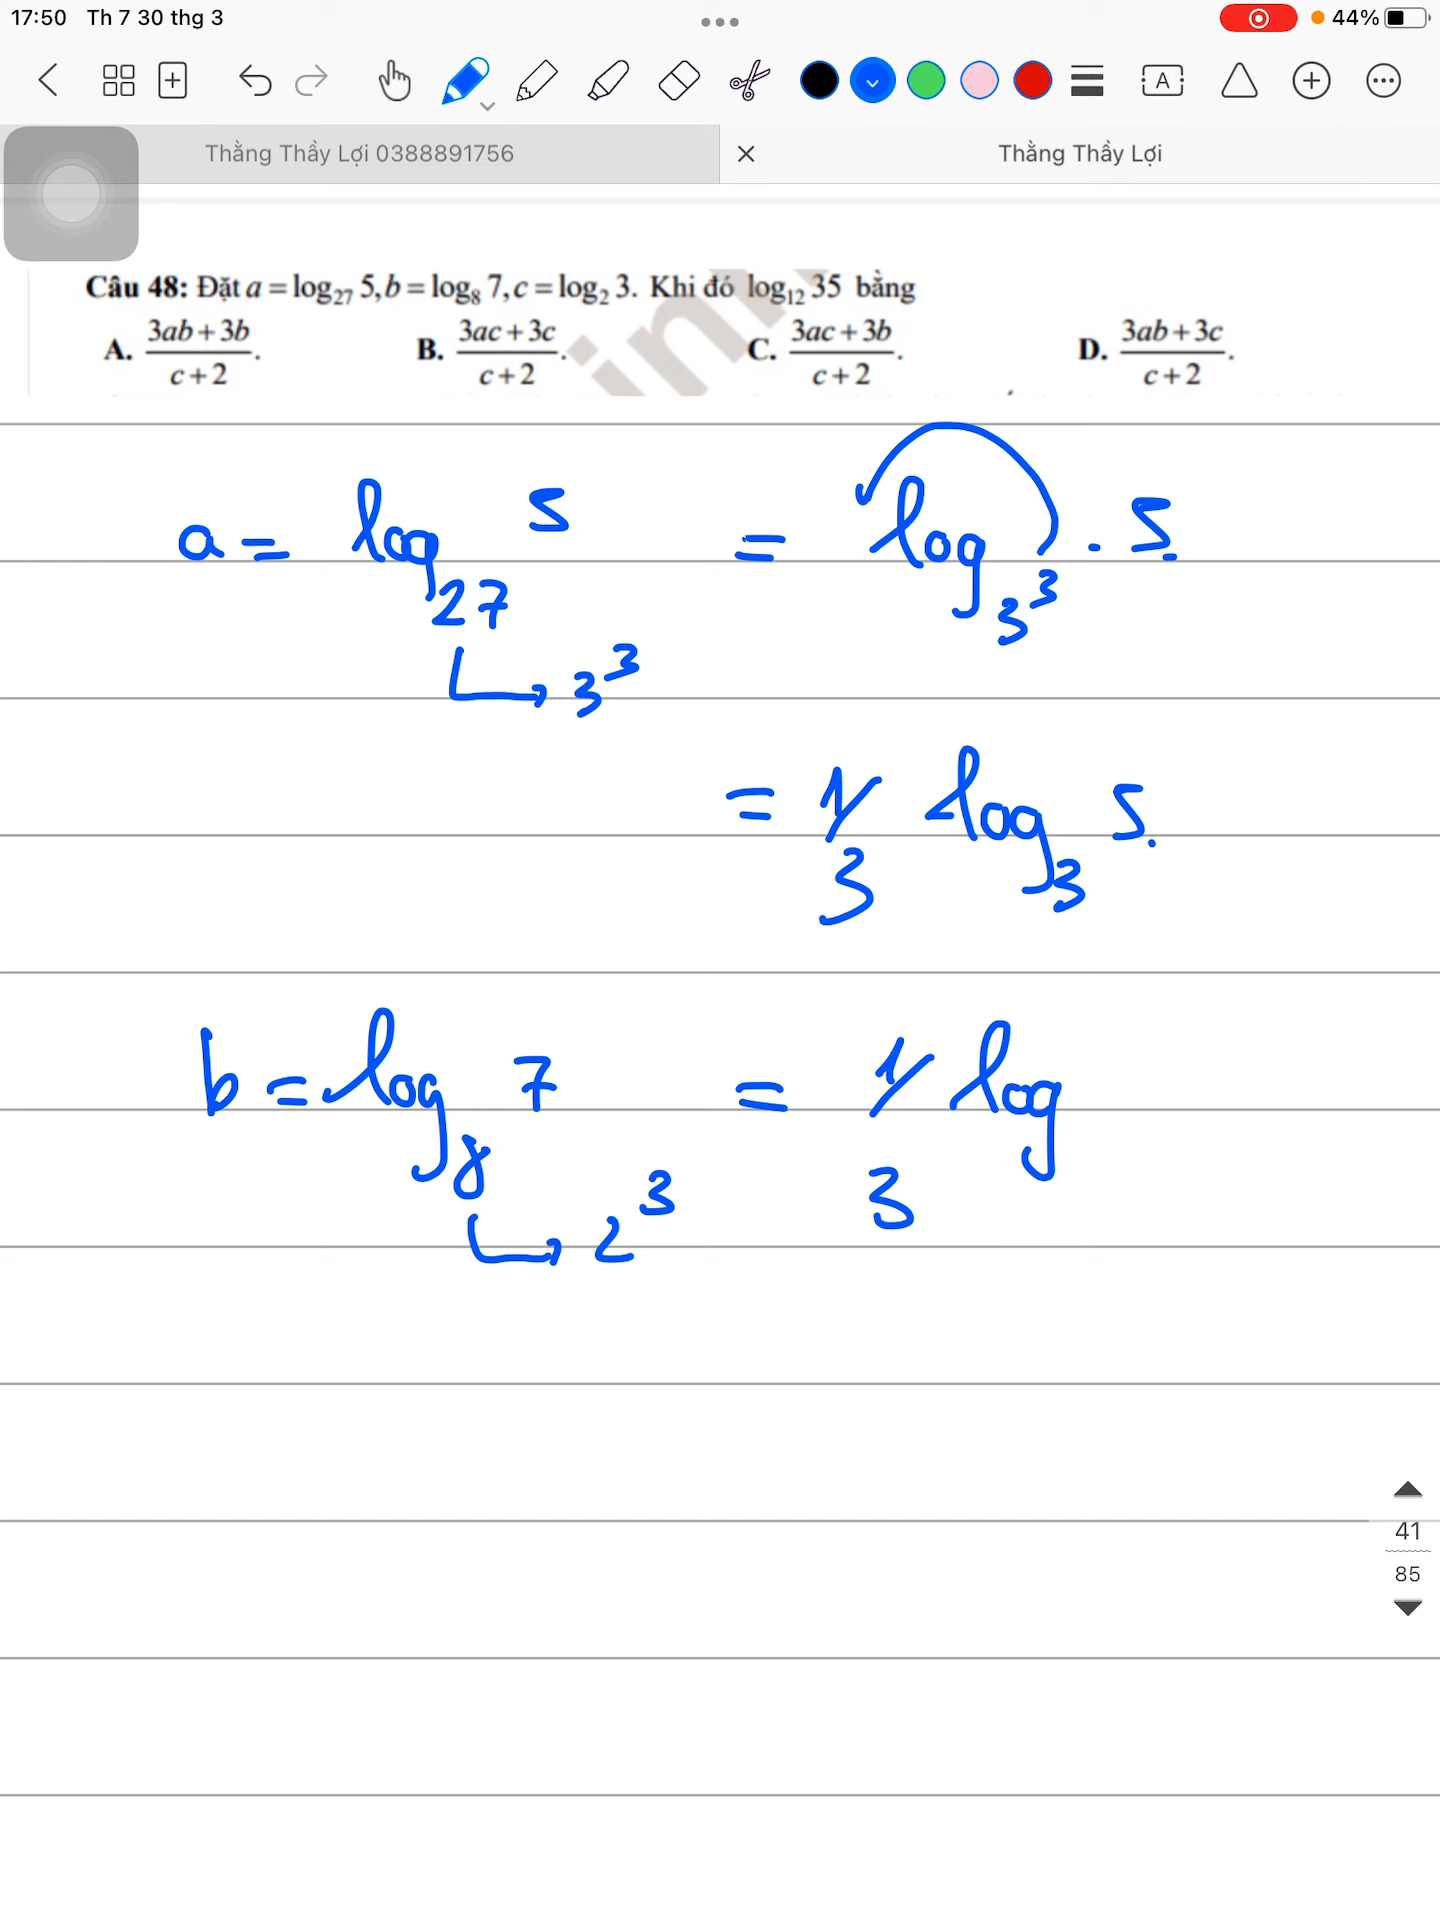 17:50 Th 7 30 thg 3 44%
A
Thằng Thầy Lợi 0388891756 Thằng Thầy Lợi
Câu 48: Đặt a = log₂₇ 5, b = log₈ 7, c = log₂ 3. Khi đó log₁₂ 35 bằng
A. (3ab + 3b)/(c + 2). B. (3ac + 3c)/(c + 2). C. (3ac + 3b)/(c + 2). D. (3ab + 3c)/(c + 2).
a = log₂₇ 5 = log₃³ . 5.
↳ 3³
= 1/3 log₃ 5.
b = log₈ 7 = 1/3 log
↳ 2³
41
85